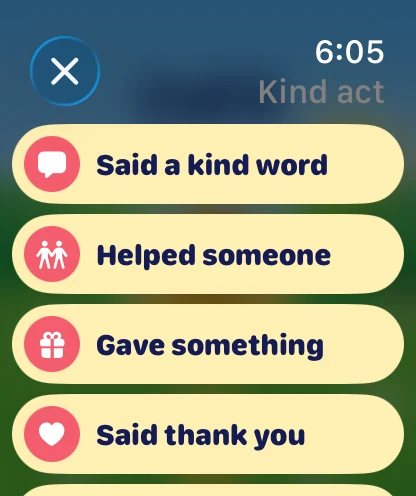 6:05
Kind act
Said a kind word
Helped someone
Gave something
Said thank you